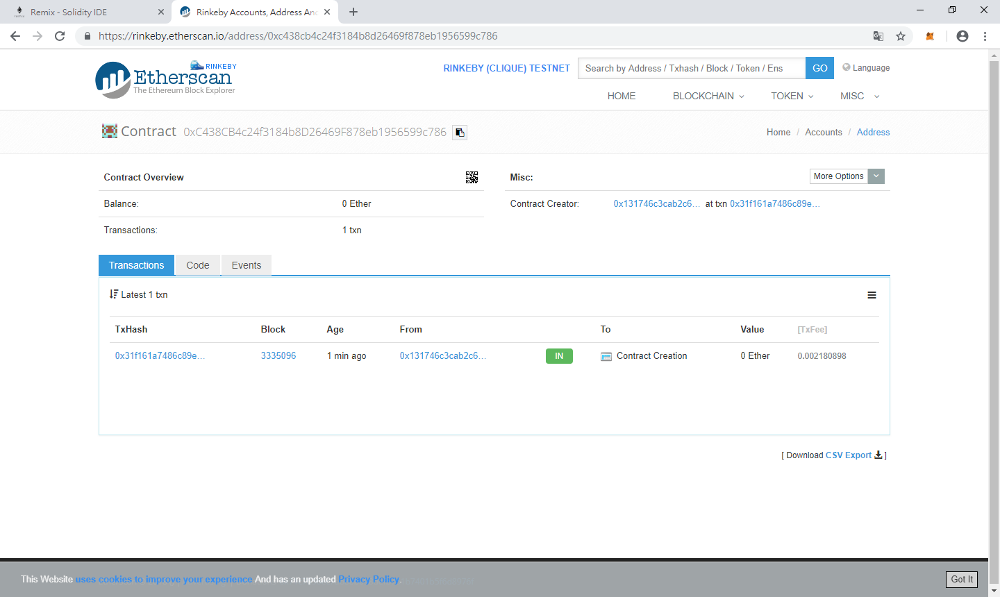 Remix - Solidity IDE
Rinkeby Accounts, Address And
https://rinkeby.etherscan.io/address/0xc438cb4c24f3184b8d26469f878eb1956599c786
RINKEBY
Etherscan
The Ethereum Block Explorer
RINKEBY (CLIQUE) TESTNET
Search by Address / Txhash / Block / Token / Ens
GO
Language
HOME BLOCKCHAIN TOKEN MISC
Contract 0xC438CB4c24f3184b8D26469F878eb1956599c786
Home / Accounts / Address
Contract Overview
Balance: 0 Ether
Transactions: 1 txn
Misc:
More Options
Contract Creator: 0x131746c3cab2c6... at txn 0x31f161a7486c89e...
Transactions Code Events
Latest 1 txn
TxHash Block Age From To Value [TxFee]
0x31f161a7486c89e... 3335096 1 min ago 0x131746c3cab2c6... IN Contract Creation 0 Ether 0.002180898
[ Download CSV Export ]
This Website uses cookies to improve your experience And has an updated Privacy Policy.
Got It